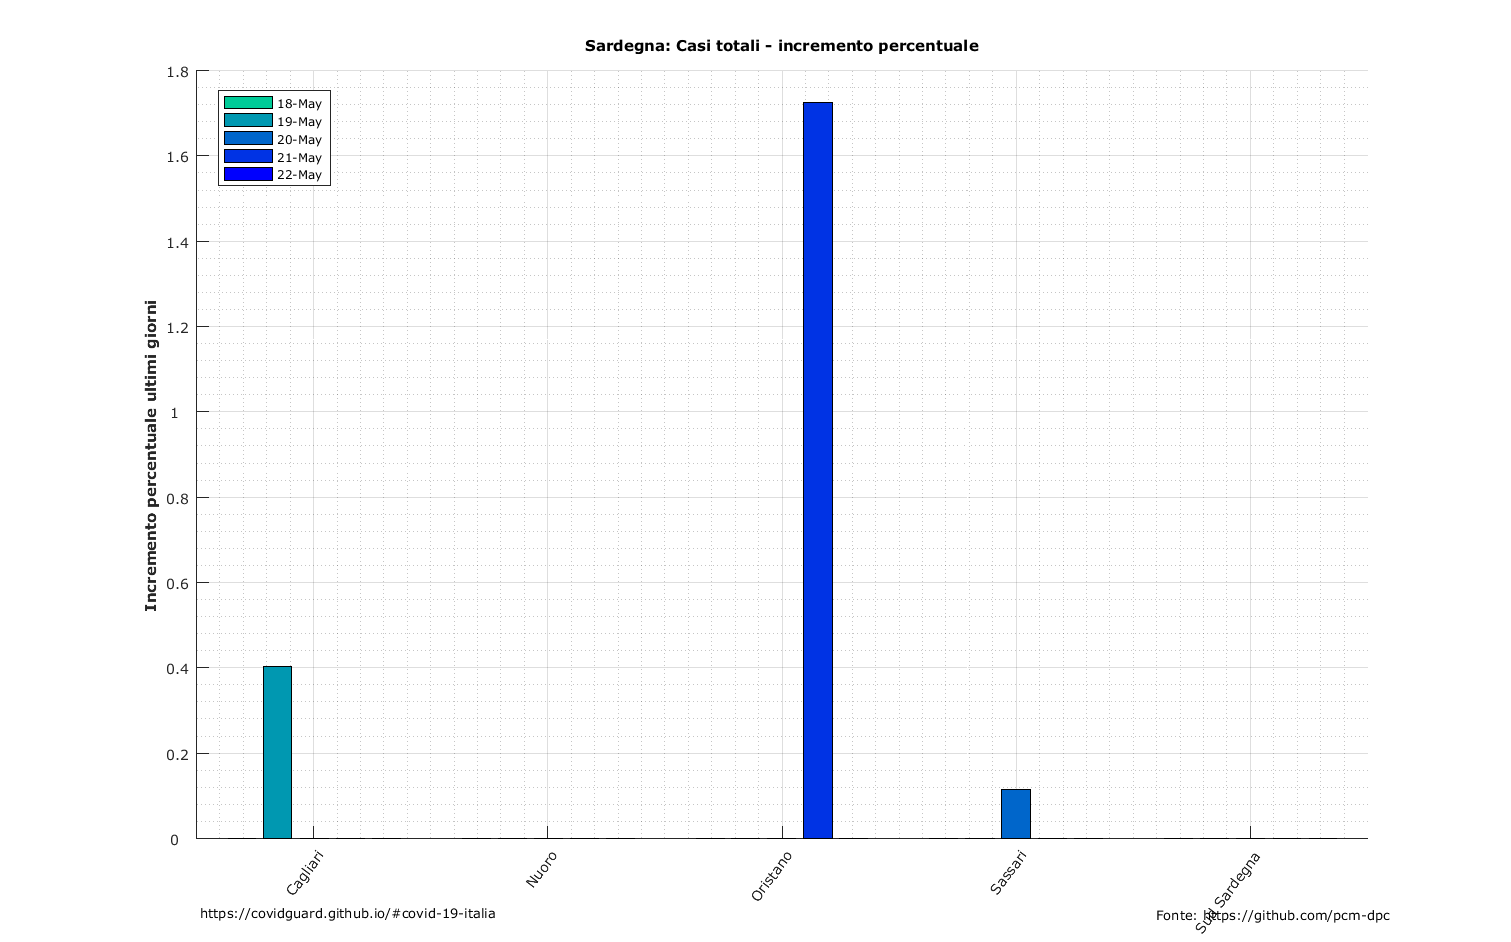 Sardegna: Casi totali - incremento percentuale
1.8
1.6
1.4
1.2
1
0.8
0.6
0.4
0.2
0
Incremento percentuale ultimi giorni
18-May
19-May
20-May
21-May
22-May
Cagliari
Nuoro
Oristano
Sassari
Sud Sardegna
https://covidguard.github.io/#covid-19-italia
Fonte: https://github.com/pcm-dpc